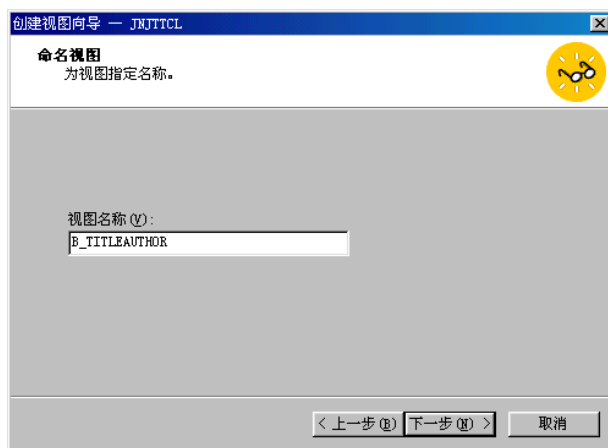 创建视图向导 — JNJTTCL
命名视图
为视图指定名称。
视图名称(V):
B_TITLEAUTHOR
< 上一步(B) 下一步(N) > 取消